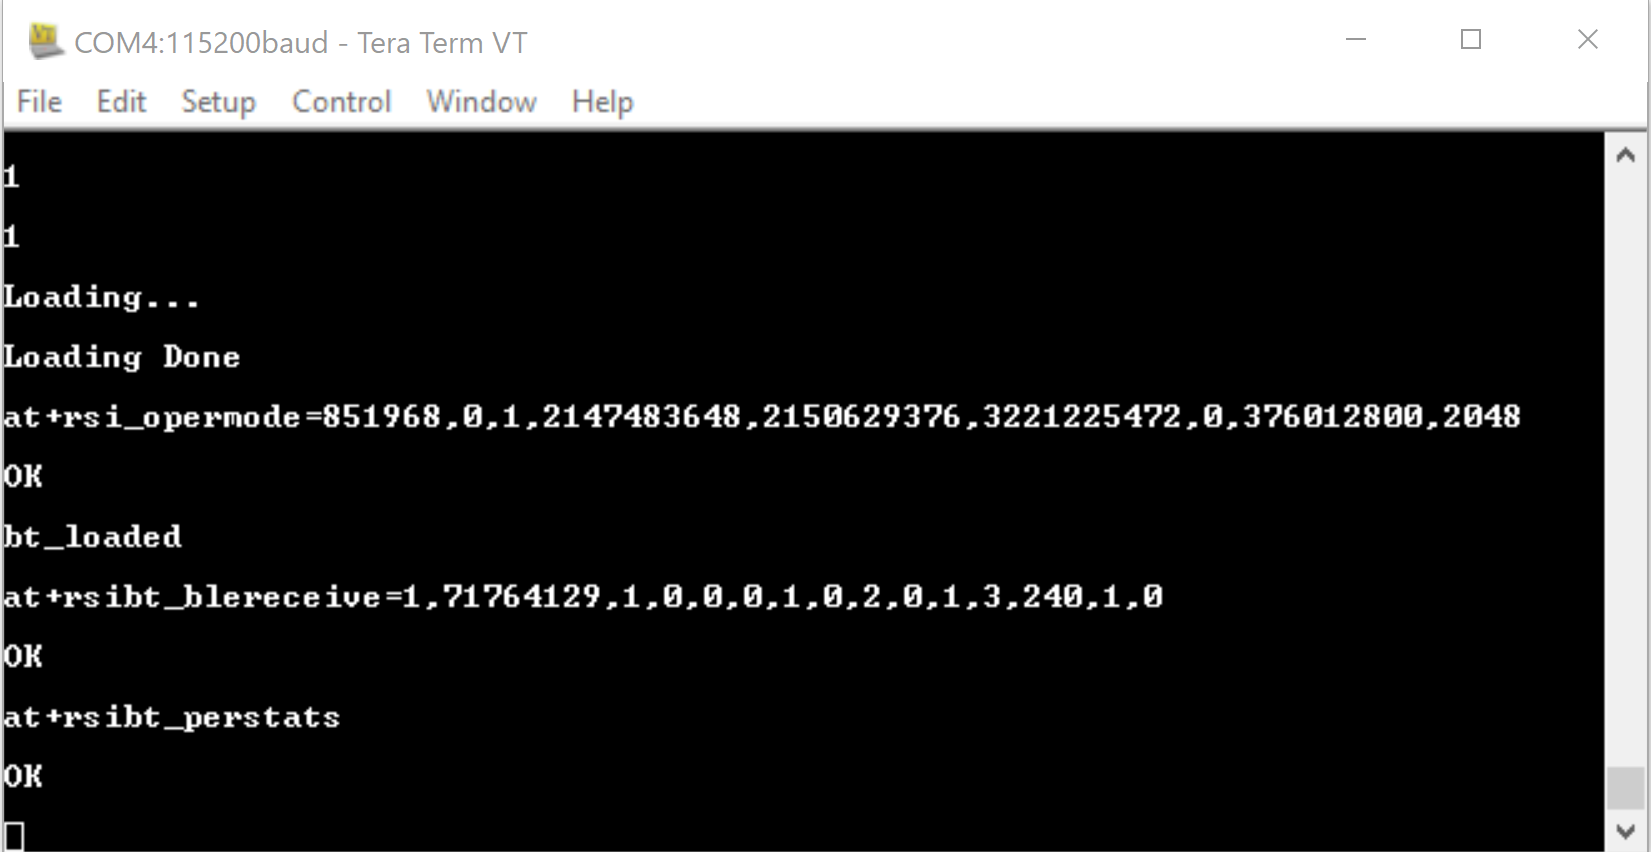 VT
COM4:115200baud - Tera Term VT
File Edit Setup Control Window Help
1
1
Loading...
Loading Done
at+rsi_opermode=851968,0,1,2147483648,2150629376,3221225472,0,376012800,2048
OK
bt_loaded
at+rsibt_blereceive=1,71764129,1,0,0,0,1,0,2,0,1,3,240,1,0
OK
at+rsibt_perstats
OK